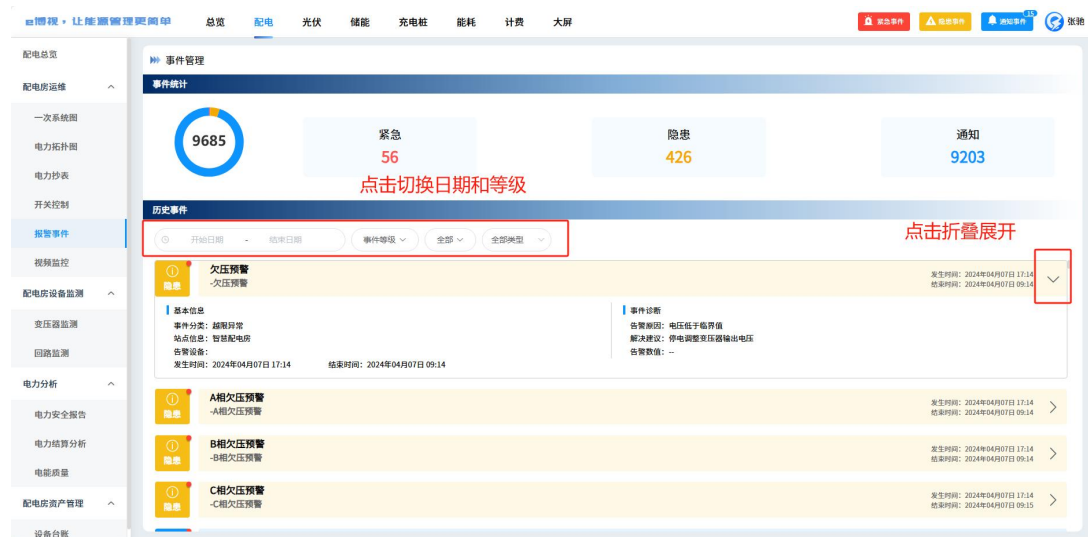 e博视,让能源管理更简单 总览 配电 光伏 储能 充电桩 能耗 计费 大屏 紧急事件 隐患事件 通知事件 15 张驰
配电总览
配电房运维
一次系统图
电力拓扑图
电力抄表
开关控制
报警事件
视频监控
配电房设备监测
变压器监测
回路监测
电力分析
电力安全报告
电力结算分析
电能质量
配电房资产管理
设备台账
事件管理
事件统计
9685
紧急
56
隐患
426
通知
9203
点击切换日期和等级
历史事件
点击折叠展开
开始日期 - 结束日期 事件等级 全部 全部类型
隐患
欠压预警
-欠压预警
发生时间：2024年04月07日 17:14
结束时间：2024年04月07日 09:14
基本信息
事件分类：越限异常
站点信息：智慧配电房
告警设备：
发生时间：2024年04月07日 17:14 结束时间：2024年04月07日 09:14
事件诊断
告警原因：电压低于临界值
解决建议：停电调整变压器输出电压
告警数值：--
隐患
A相欠压预警
-A相欠压预警
发生时间：2024年04月07日 17:14
结束时间：2024年04月07日 09:14
隐患
B相欠压预警
-B相欠压预警
发生时间：2024年04月07日 17:14
结束时间：2024年04月07日 09:14
隐患
C相欠压预警
-C相欠压预警
发生时间：2024年04月07日 17:14
结束时间：2024年04月07日 09:15